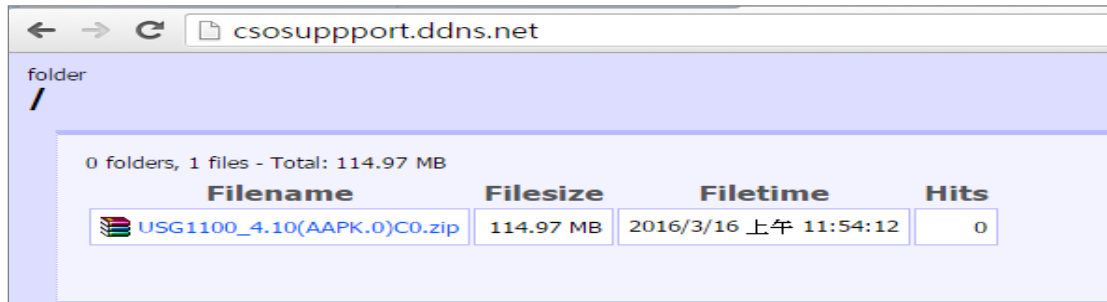 csosuppport.ddns.net
folder
/
0 folders, 1 files - Total: 114.97 MB
Filename Filesize Filetime Hits
USG1100_4.10(AAPK.0)C0.zip 114.97 MB 2016/3/16 上午 11:54:12 0